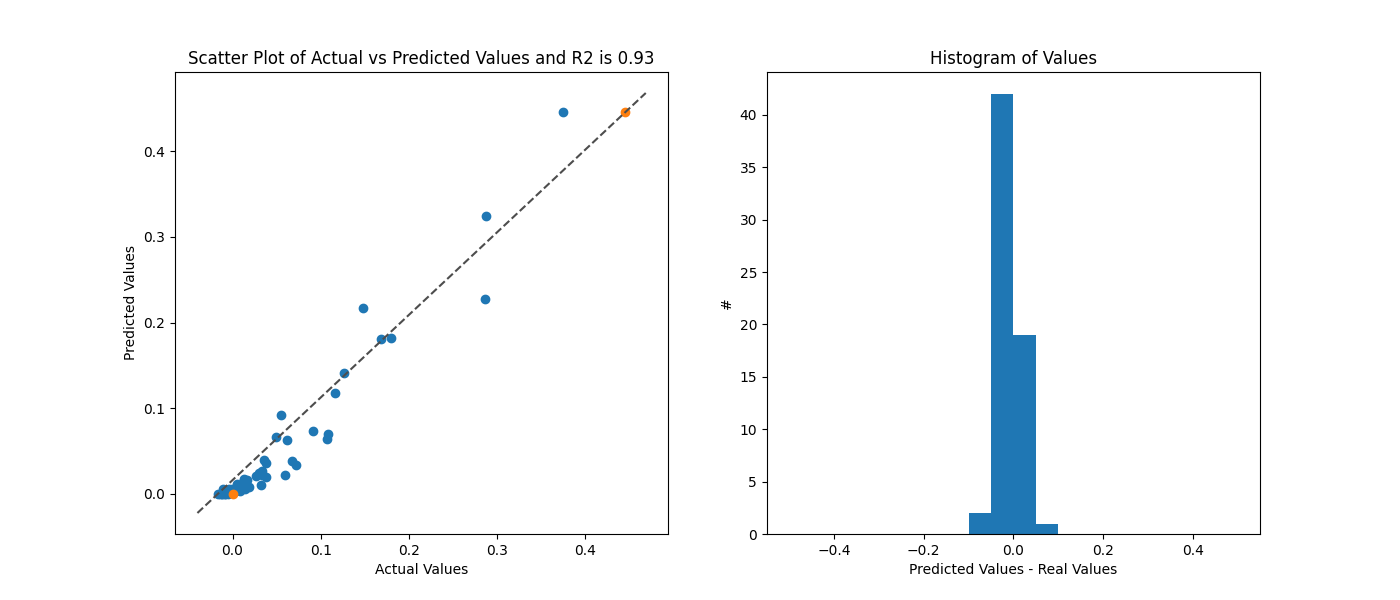 Scatter Plot of Actual vs Predicted Values and R2 is 0.93
Predicted Values
0.4
0.3
0.2
0.1
0.0
0.0 0.1 0.2 0.3 0.4
Actual Values
Histogram of Values
#
40
35
30
25
20
15
10
5
0
−0.4 −0.2 0.0 0.2 0.4
Predicted Values - Real Values